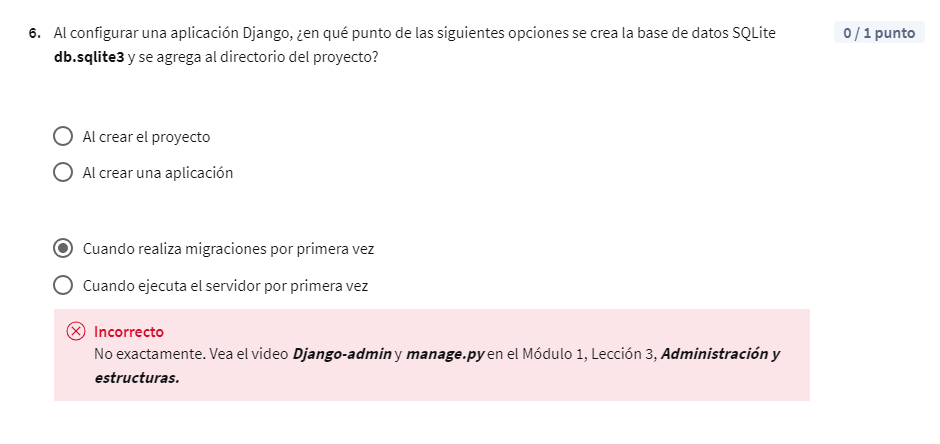 6. Al configurar una aplicación Django, ¿en qué punto de las siguientes opciones se crea la base de datos SQLite
0 / 1 punto
db.sqlite3 y se agrega al directorio del proyecto?
Al crear el proyecto
Al crear una aplicación
Cuando realiza migraciones por primera vez
Cuando ejecuta el servidor por primera vez
Incorrecto
No exactamente. Vea el video Django-admin y manage.py en el Módulo 1, Lección 3, Administración y
estructuras.